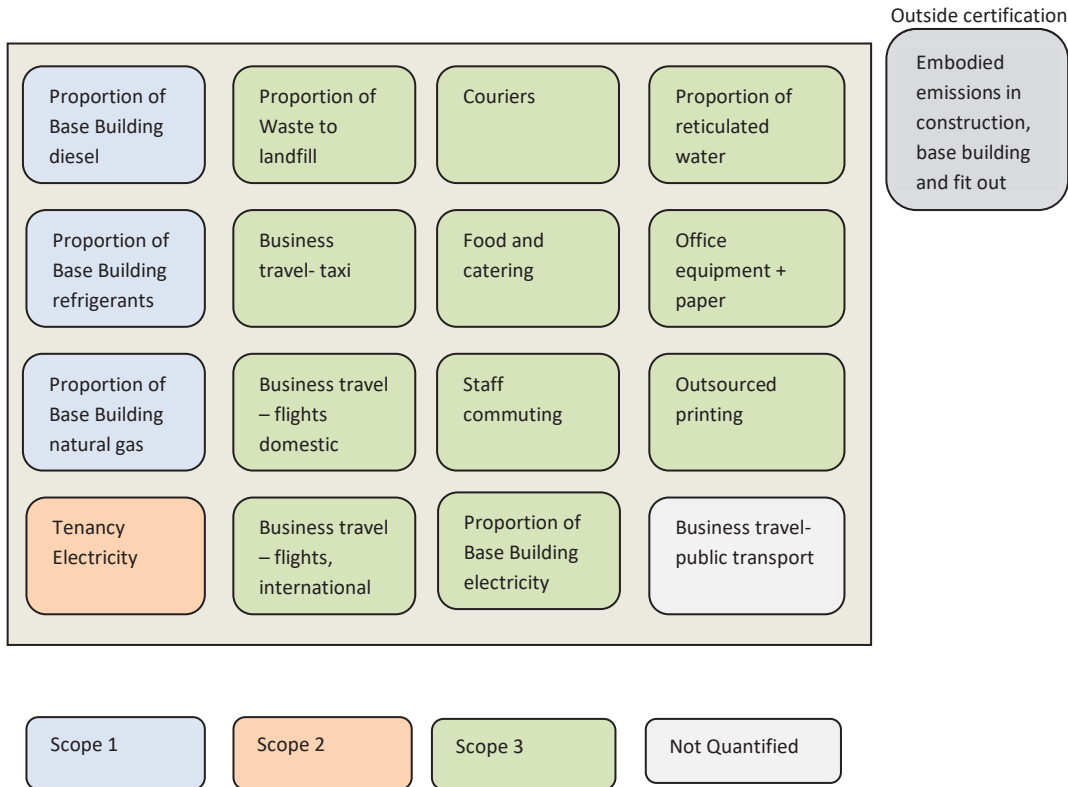 Outside certification
Embodied
emissions in
construction,
base building
and fit out
Proportion of
Base Building
diesel
Proportion of
Waste to
landfill
Couriers
Proportion of
reticulated
water
Proportion of
Base Building
refrigerants
Business
travel- taxi
Food and
catering
Office
equipment +
paper
Proportion of
Base Building
natural gas
Business travel
– flights
domestic
Staff
commuting
Outsourced
printing
Tenancy
Electricity
Business travel
– flights,
international
Proportion of
Base Building
electricity
Business travel-
public transport
Scope 1
Scope 2
Scope 3
Not Quantified